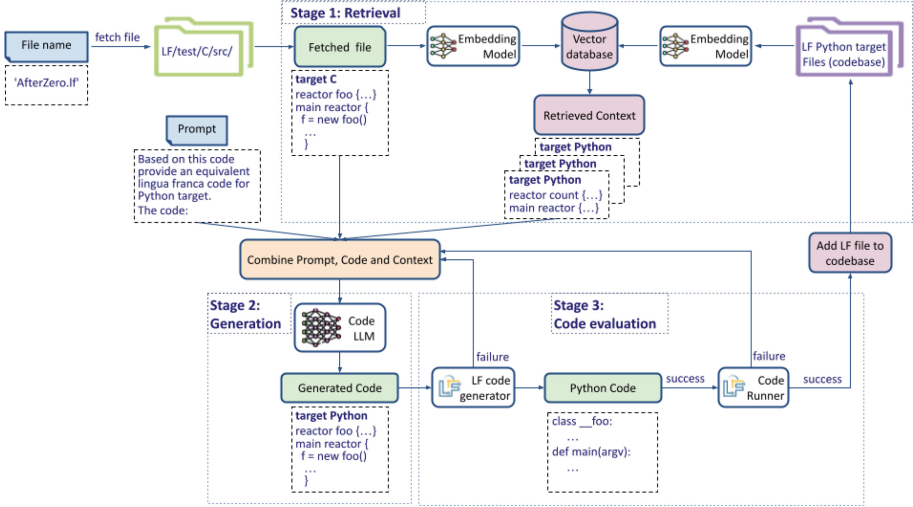 Stage 1: Retrieval
File name
fetch file
LF/test/C/src/
Fetched file
Embedding
Model
Vector
database
Embedding
Model
LF Python target
Files (codebase)
'AfterZero.lf'
target C
reactor foo {...}
main reactor {
f = new foo()
...
}
Retrieved Context
Prompt
Based on this code
provide an equivalent
lingua franca code for
Python target.
The code:
target Python
target Python
target Python
reactor count {...}
main reactor {...}
Combine Prompt, Code and Context
Add LF file to
codebase
Stage 2:
Generation
Code
LLM
Stage 3:
Code evaluation
failure
failure
Generated Code
LF
LF code
generator
Python Code
success
LF
Code
Runner
success
target Python
reactor foo {...}
main reactor {
f = new foo()
...
}
class __foo:
...
def main(argv):
...